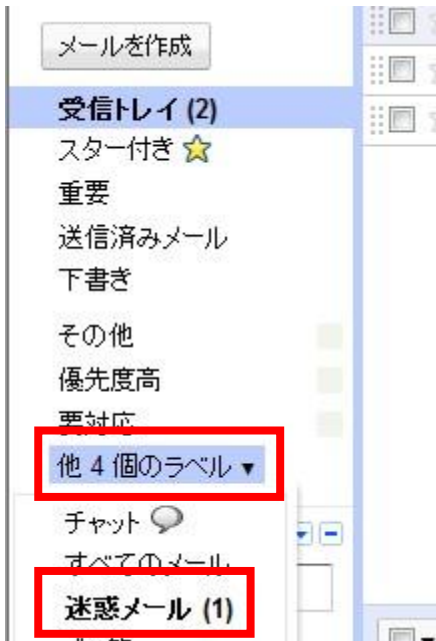 メールを作成
受信トレイ (2)
スター付き
重要
送信済みメール
下書き
その他
優先度高
要対応
他 4 個のラベル ▼
チャット
すべてのメール
迷惑メール (1)